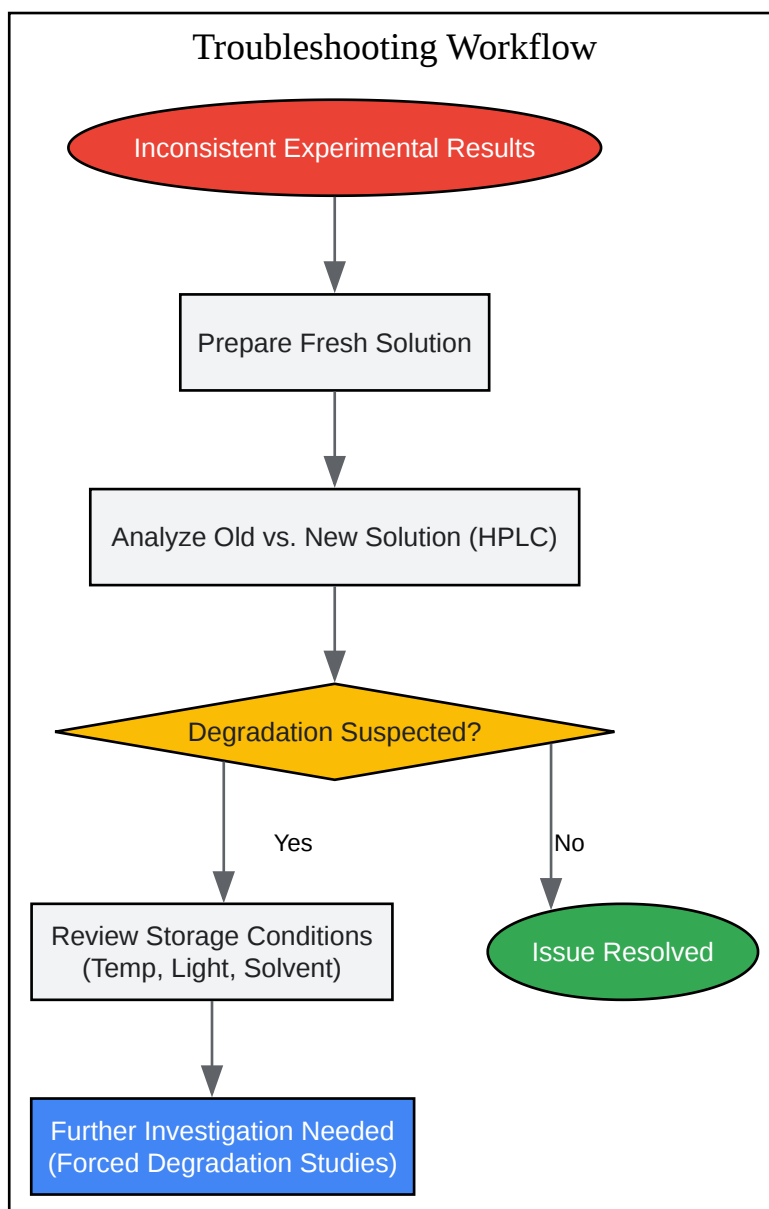 Troubleshooting Workflow
Inconsistent Experimental Results
Prepare Fresh Solution
Analyze Old vs. New Solution (HPLC)
Degradation Suspected?
Yes
No
Review Storage Conditions
(Temp, Light, Solvent)
Issue Resolved
Further Investigation Needed
(Forced Degradation Studies)